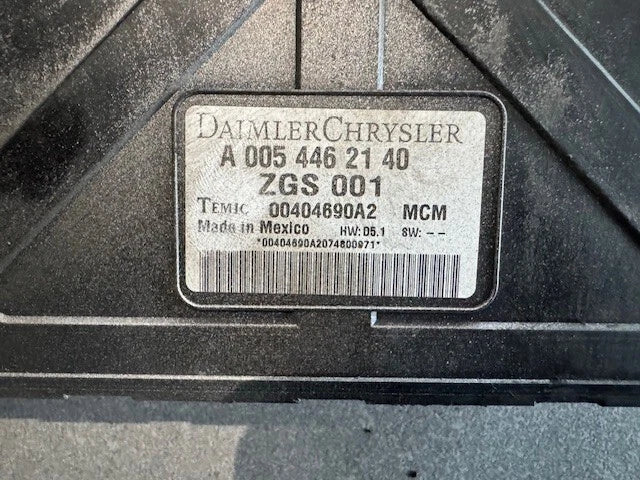 DAIMLERCHRYSLER
A 005 446 21 40
ZGS 001
TEMIC 00404690A2 MCM
Made in Mexico HW: D5.1 SW: --
*00404690A2074800971*